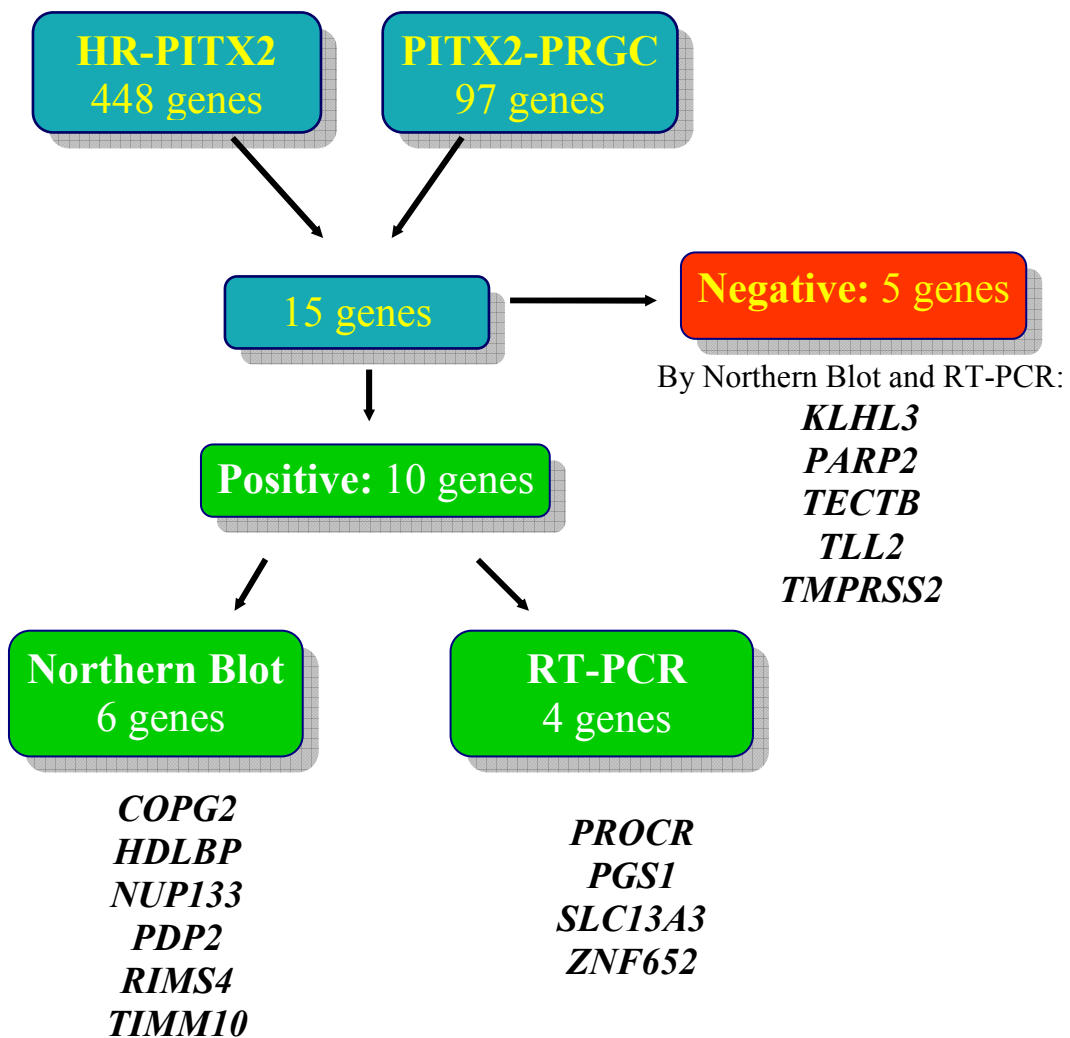 HR-PITX2
448 genes
PITX2-PRGC
97 genes
15 genes
Negative: 5 genes
By Northern Blot and RT-PCR:
KLHL3
PARP2
TECTB
TLL2
TMPRSS2
Positive: 10 genes
Northern Blot
6 genes
COPG2
HDLBP
NUP133
PDP2
RIMS4
TIMM10
RT-PCR
4 genes
PROCR
PGS1
SLC13A3
ZNF652